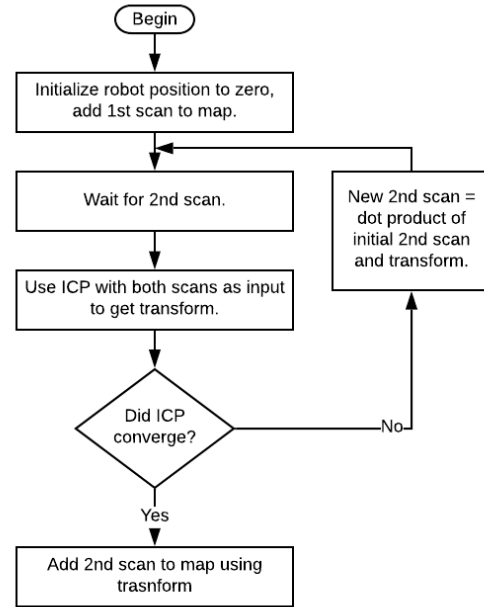 Begin
Initialize robot position to zero,
add 1st scan to map.
Wait for 2nd scan.
New 2nd scan =
dot product of
initial 2nd scan
and transform.
Use ICP with both scans as input
to get transform.
Did ICP
converge?
No
Yes
Add 2nd scan to map using
trasnform